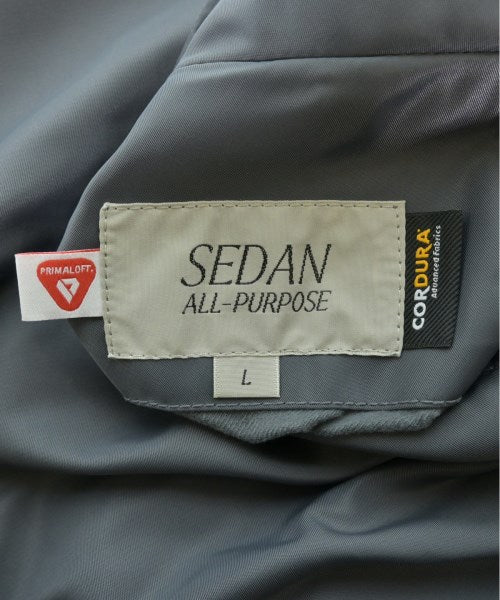 SEDAN
ALL-PURPOSE
L
PRIMALOFT®
CORDURA®
Advanced Fabrics